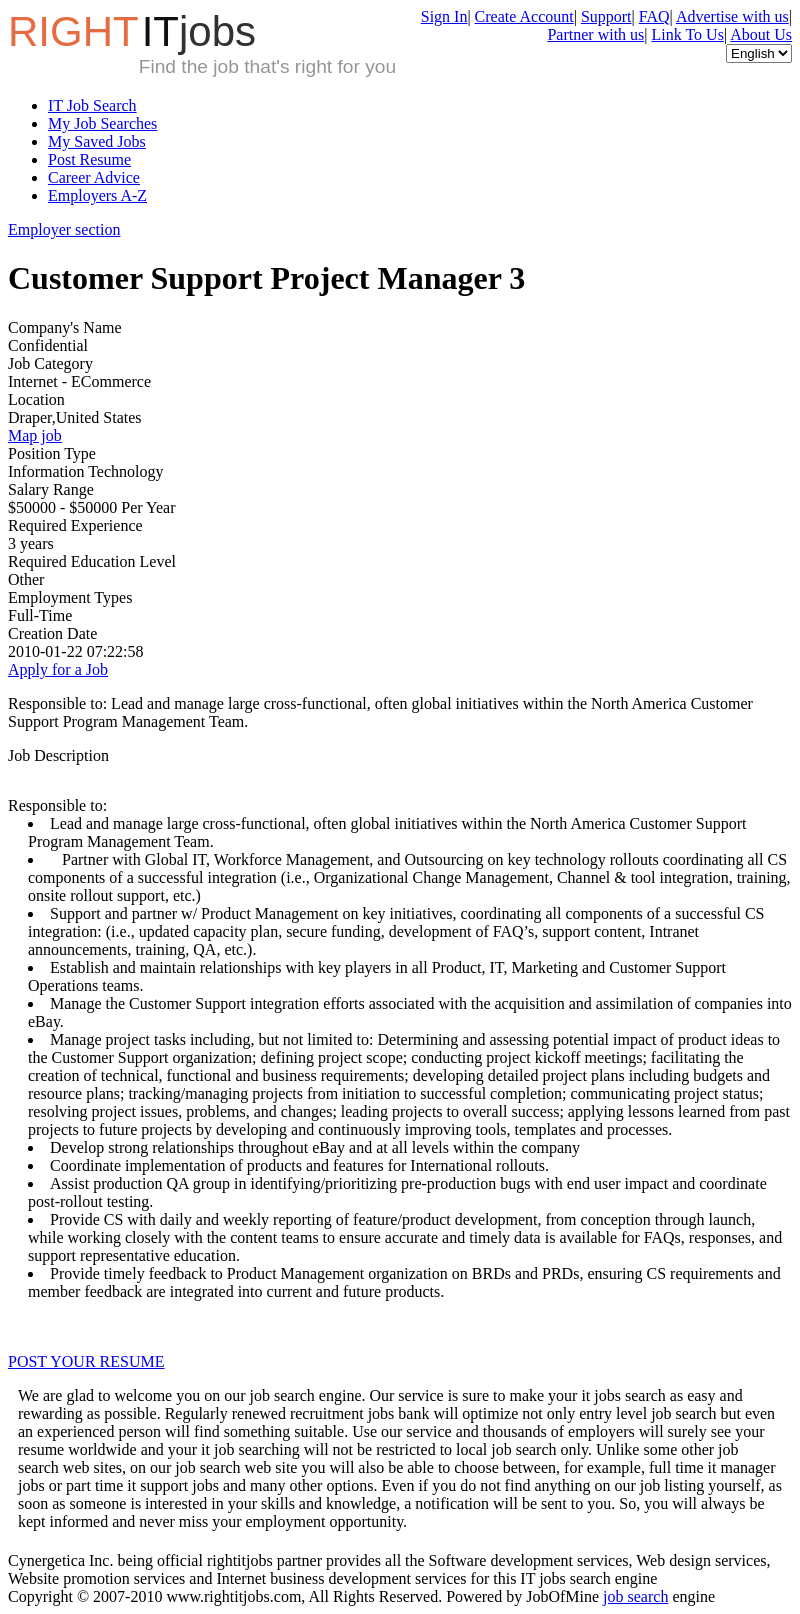 RIGHT ITjobs
Find the job that's right for you
Sign In| Create Account| Support| FAQ| Advertise with us|
Partner with us| Link To Us| About Us
English
• IT Job Search
• My Job Searches
• My Saved Jobs
• Post Resume
• Career Advice
• Employers A-Z
Employer section
Customer Support Project Manager 3
Company's Name
Confidential
Job Category
Internet - ECommerce
Location
Draper,United States
Map job
Position Type
Information Technology
Salary Range
$50000 - $50000 Per Year
Required Experience
3 years
Required Education Level
Other
Employment Types
Full-Time
Creation Date
2010-01-22 07:22:58
Apply for a Job
Responsible to: Lead and manage large cross-functional, often global initiatives within the North America Customer
Support Program Management Team.
Job Description
Responsible to:
• Lead and manage large cross-functional, often global initiatives within the North America Customer Support
Program Management Team.
• Partner with Global IT, Workforce Management, and Outsourcing on key technology rollouts coordinating all CS
components of a successful integration (i.e., Organizational Change Management, Channel & tool integration, training,
onsite rollout support, etc.)
• Support and partner w/ Product Management on key initiatives, coordinating all components of a successful CS
integration: (i.e., updated capacity plan, secure funding, development of FAQ’s, support content, Intranet
announcements, training, QA, etc.).
• Establish and maintain relationships with key players in all Product, IT, Marketing and Customer Support
Operations teams.
• Manage the Customer Support integration efforts associated with the acquisition and assimilation of companies into
eBay.
• Manage project tasks including, but not limited to: Determining and assessing potential impact of product ideas to
the Customer Support organization; defining project scope; conducting project kickoff meetings; facilitating the
creation of technical, functional and business requirements; developing detailed project plans including budgets and
resource plans; tracking/managing projects from initiation to successful completion; communicating project status;
resolving project issues, problems, and changes; leading projects to overall success; applying lessons learned from past
projects to future projects by developing and continuously improving tools, templates and processes.
• Develop strong relationships throughout eBay and at all levels within the company
• Coordinate implementation of products and features for International rollouts.
• Assist production QA group in identifying/prioritizing pre-production bugs with end user impact and coordinate
post-rollout testing.
• Provide CS with daily and weekly reporting of feature/product development, from conception through launch,
while working closely with the content teams to ensure accurate and timely data is available for FAQs, responses, and
support representative education.
• Provide timely feedback to Product Management organization on BRDs and PRDs, ensuring CS requirements and
member feedback are integrated into current and future products.
POST YOUR RESUME
We are glad to welcome you on our job search engine. Our service is sure to make your it jobs search as easy and
rewarding as possible. Regularly renewed recruitment jobs bank will optimize not only entry level job search but even
an experienced person will find something suitable. Use our service and thousands of employers will surely see your
resume worldwide and your it job searching will not be restricted to local job search only. Unlike some other job
search web sites, on our job search web site you will also be able to choose between, for example, full time it manager
jobs or part time it support jobs and many other options. Even if you do not find anything on our job listing yourself, as
soon as someone is interested in your skills and knowledge, a notification will be sent to you. So, you will always be
kept informed and never miss your employment opportunity.
Cynergetica Inc. being official rightitjobs partner provides all the Software development services, Web design services,
Website promotion services and Internet business development services for this IT jobs search engine
Copyright © 2007-2010 www.rightitjobs.com, All Rights Reserved. Powered by JobOfMine job search engine